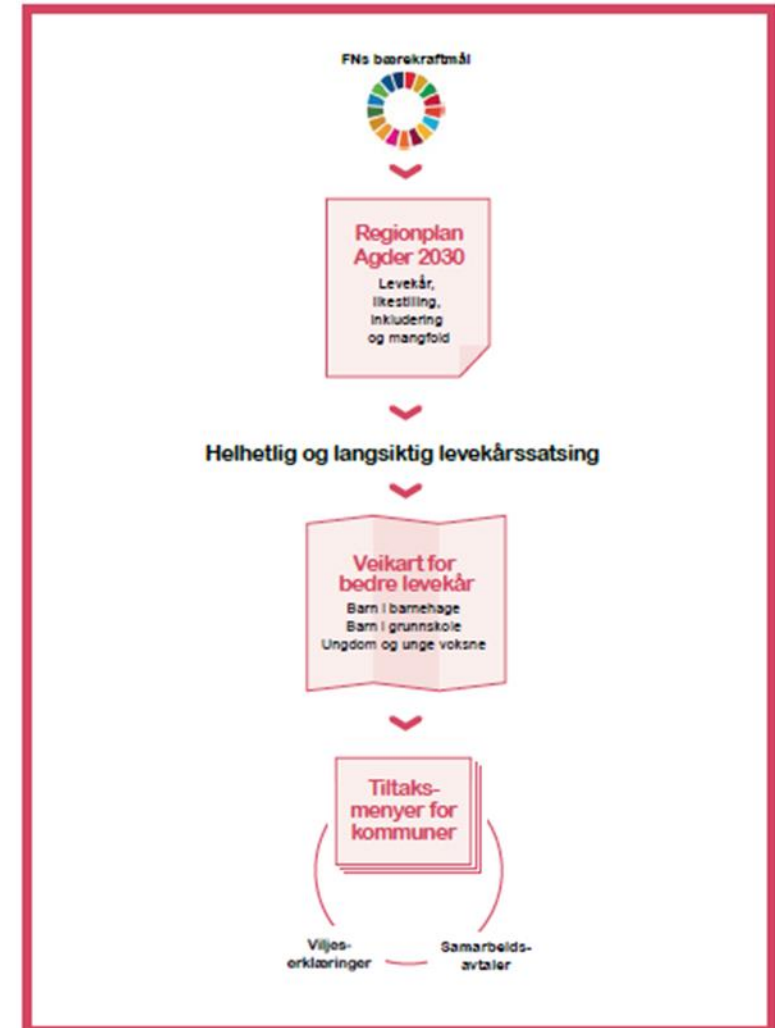 FNs bærekraftmål
Regionplan
Agder 2030
Levekår,
likestilling,
inkludering
og mangfold
Helhetlig og langsiktig levekårssatsing
Veikart for
bedre levekår
Barn i barnehage
Barn i grunnskole
Ungdom og unge voksne
Tiltaks-
menyer for
kommuner
Viljes-
erklæringer
Samarbeids-
avtaler